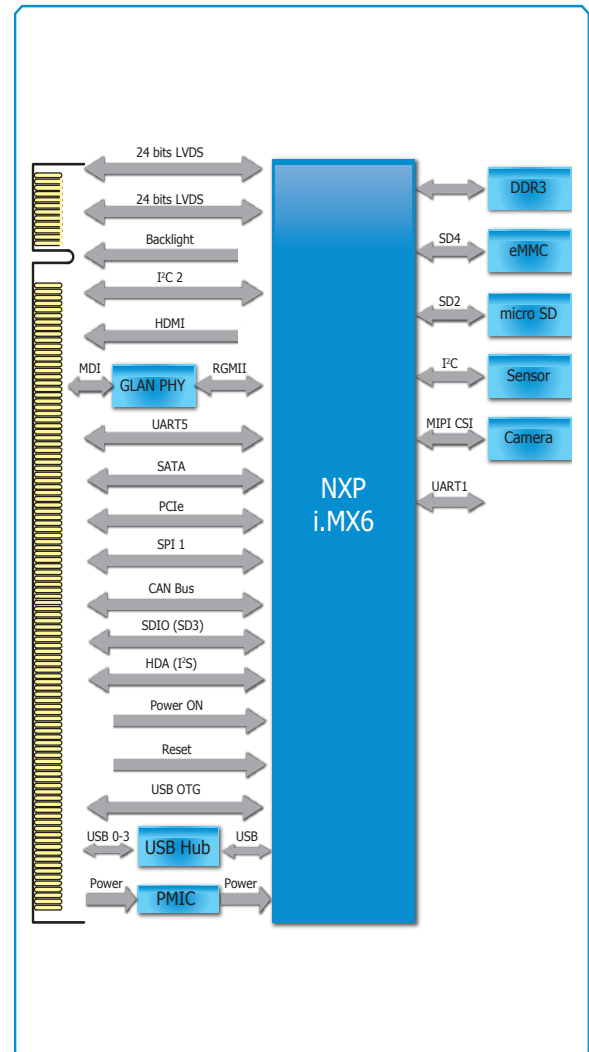 24 bits LVDS
24 bits LVDS
Backlight
I²C 2
HDMI
MDI
GLAN PHY
RGMII
UART5
SATA
PCIe
SPI 1
CAN Bus
SDIO (SD3)
HDA (I²S)
Power ON
Reset
USB OTG
USB 0-3
USB Hub
USB
Power
PMIC
Power
NXP
i.MX6
DDR3
SD4
eMMC
SD2
micro SD
I²C
Sensor
MIPI CSI
Camera
UART1